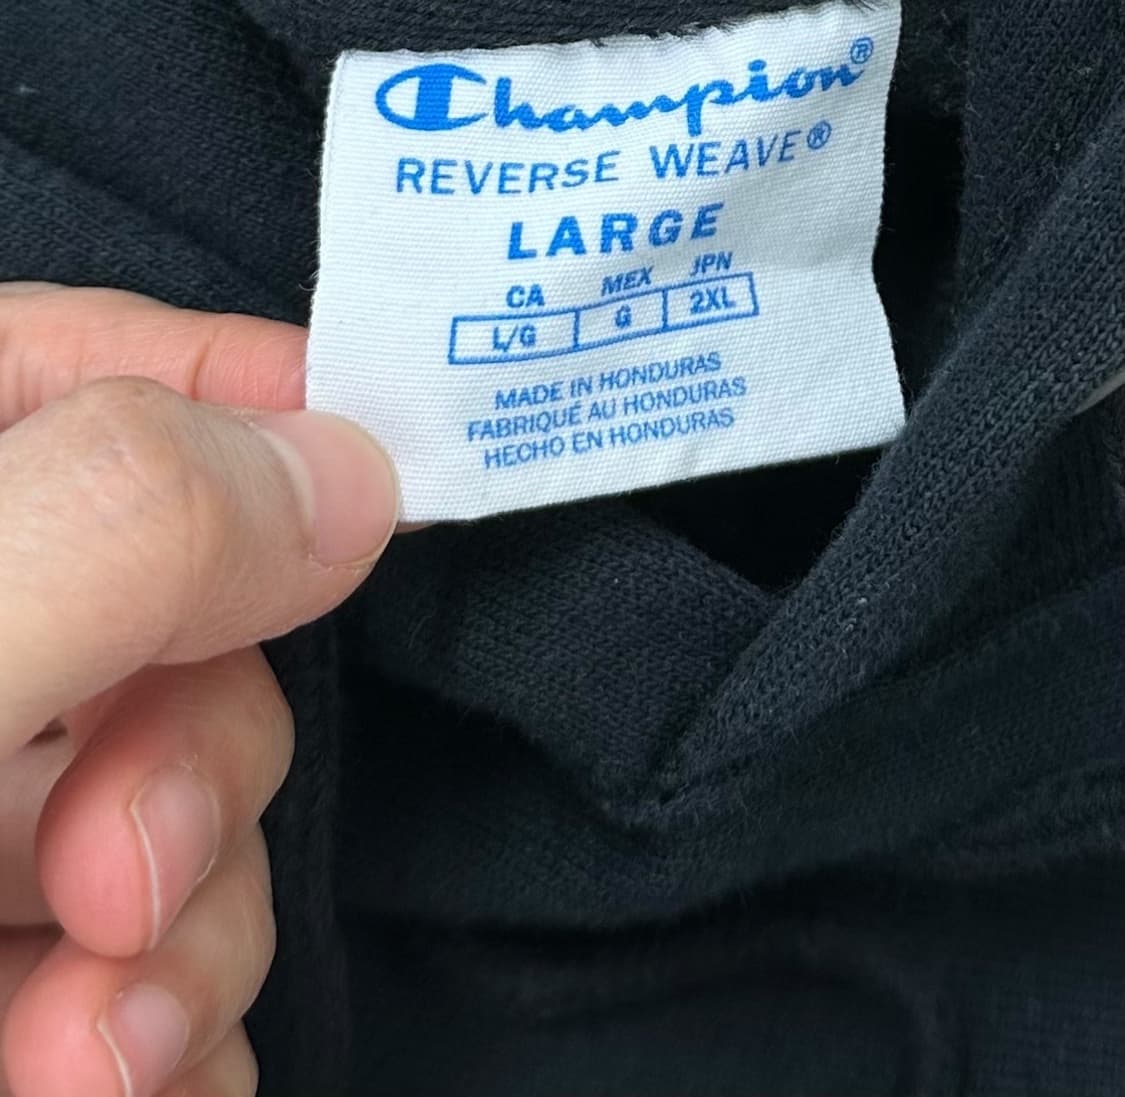 Champion®
REVERSE WEAVE®
LARGE
CA MEX JPN
L/G G 2XL
MADE IN HONDURAS
FABRIQUÉ AU HONDURAS
HECHO EN HONDURAS